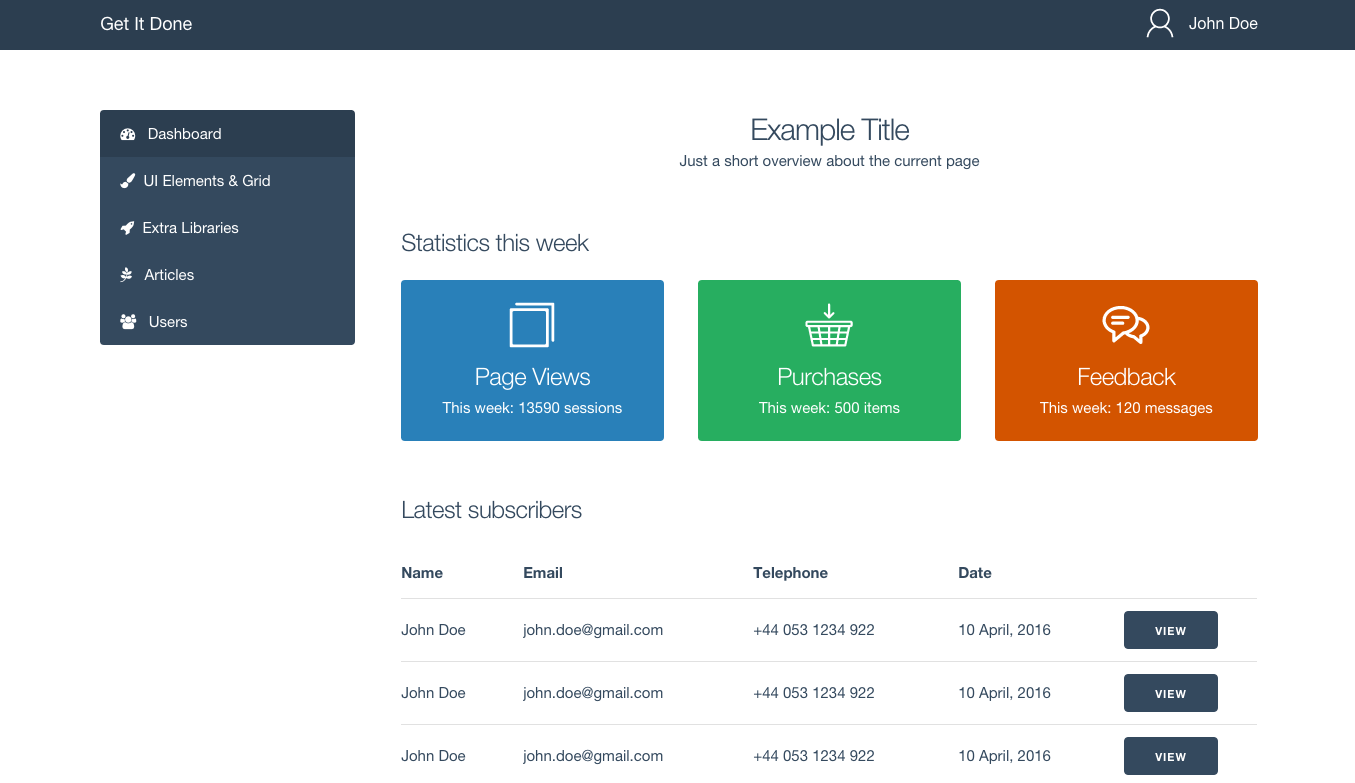 Get It Done
John Doe
Dashboard
UI Elements & Grid
Extra Libraries
Articles
Users
Example Title
Just a short overview about the current page
Statistics this week
Page Views
This week: 13590 sessions
Purchases
This week: 500 items
Feedback
This week: 120 messages
Latest subscribers
Name Email Telephone Date
John Doe john.doe@gmail.com +44 053 1234 922 10 April, 2016 VIEW
John Doe john.doe@gmail.com +44 053 1234 922 10 April, 2016 VIEW
John Doe john.doe@gmail.com +44 053 1234 922 10 April, 2016 VIEW